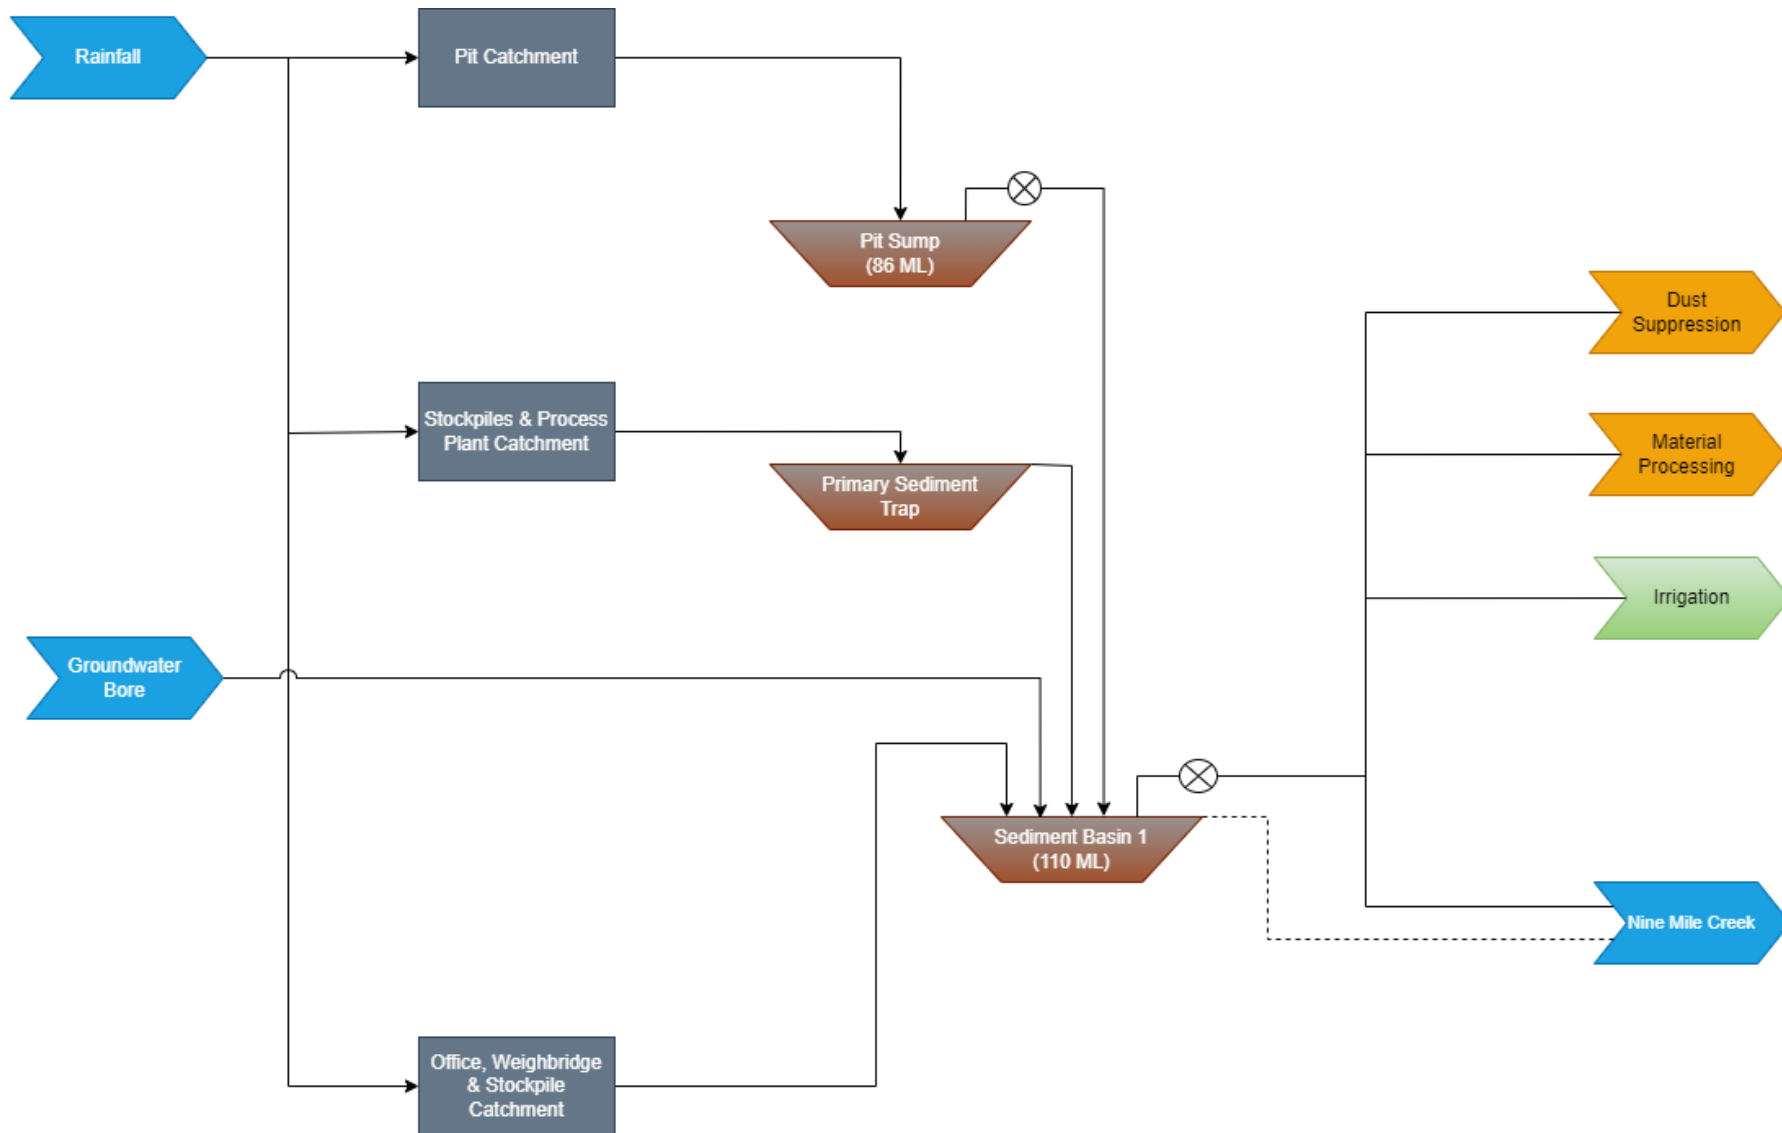 Rainfall
Pit Catchment
Pit Sump
(86 ML)
Dust
Suppression
Stockpiles & Process
Plant Catchment
Material
Processing
Primary Sediment
Trap
Irrigation
Groundwater
Bore
Sediment Basin 1
(110 ML)
Nine Mile Creek
Office, Weighbridge
& Stockpile
Catchment